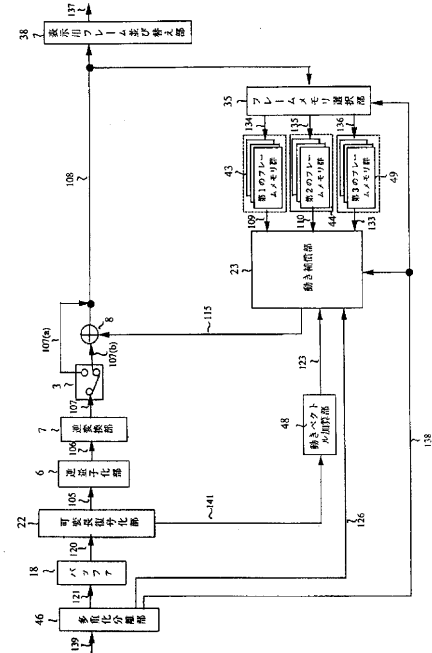 137
38
7
表示用フレーム並び替え部
108
35
フレームメモリ選択部
134
135
136
43
第1のフレームメモリ群
第2のフレームメモリ群
44
第3のフレームメモリ群
49
109
110
133
23
動き補償部
115
107(a)
8
107(b)
3
107
7
逆変換部
106
6
逆量子化部
105
22
可変長復号化部
141
123
48
動きベクトル加算部
120
18
バッファ
121
46
多重化分離部
139
126
138